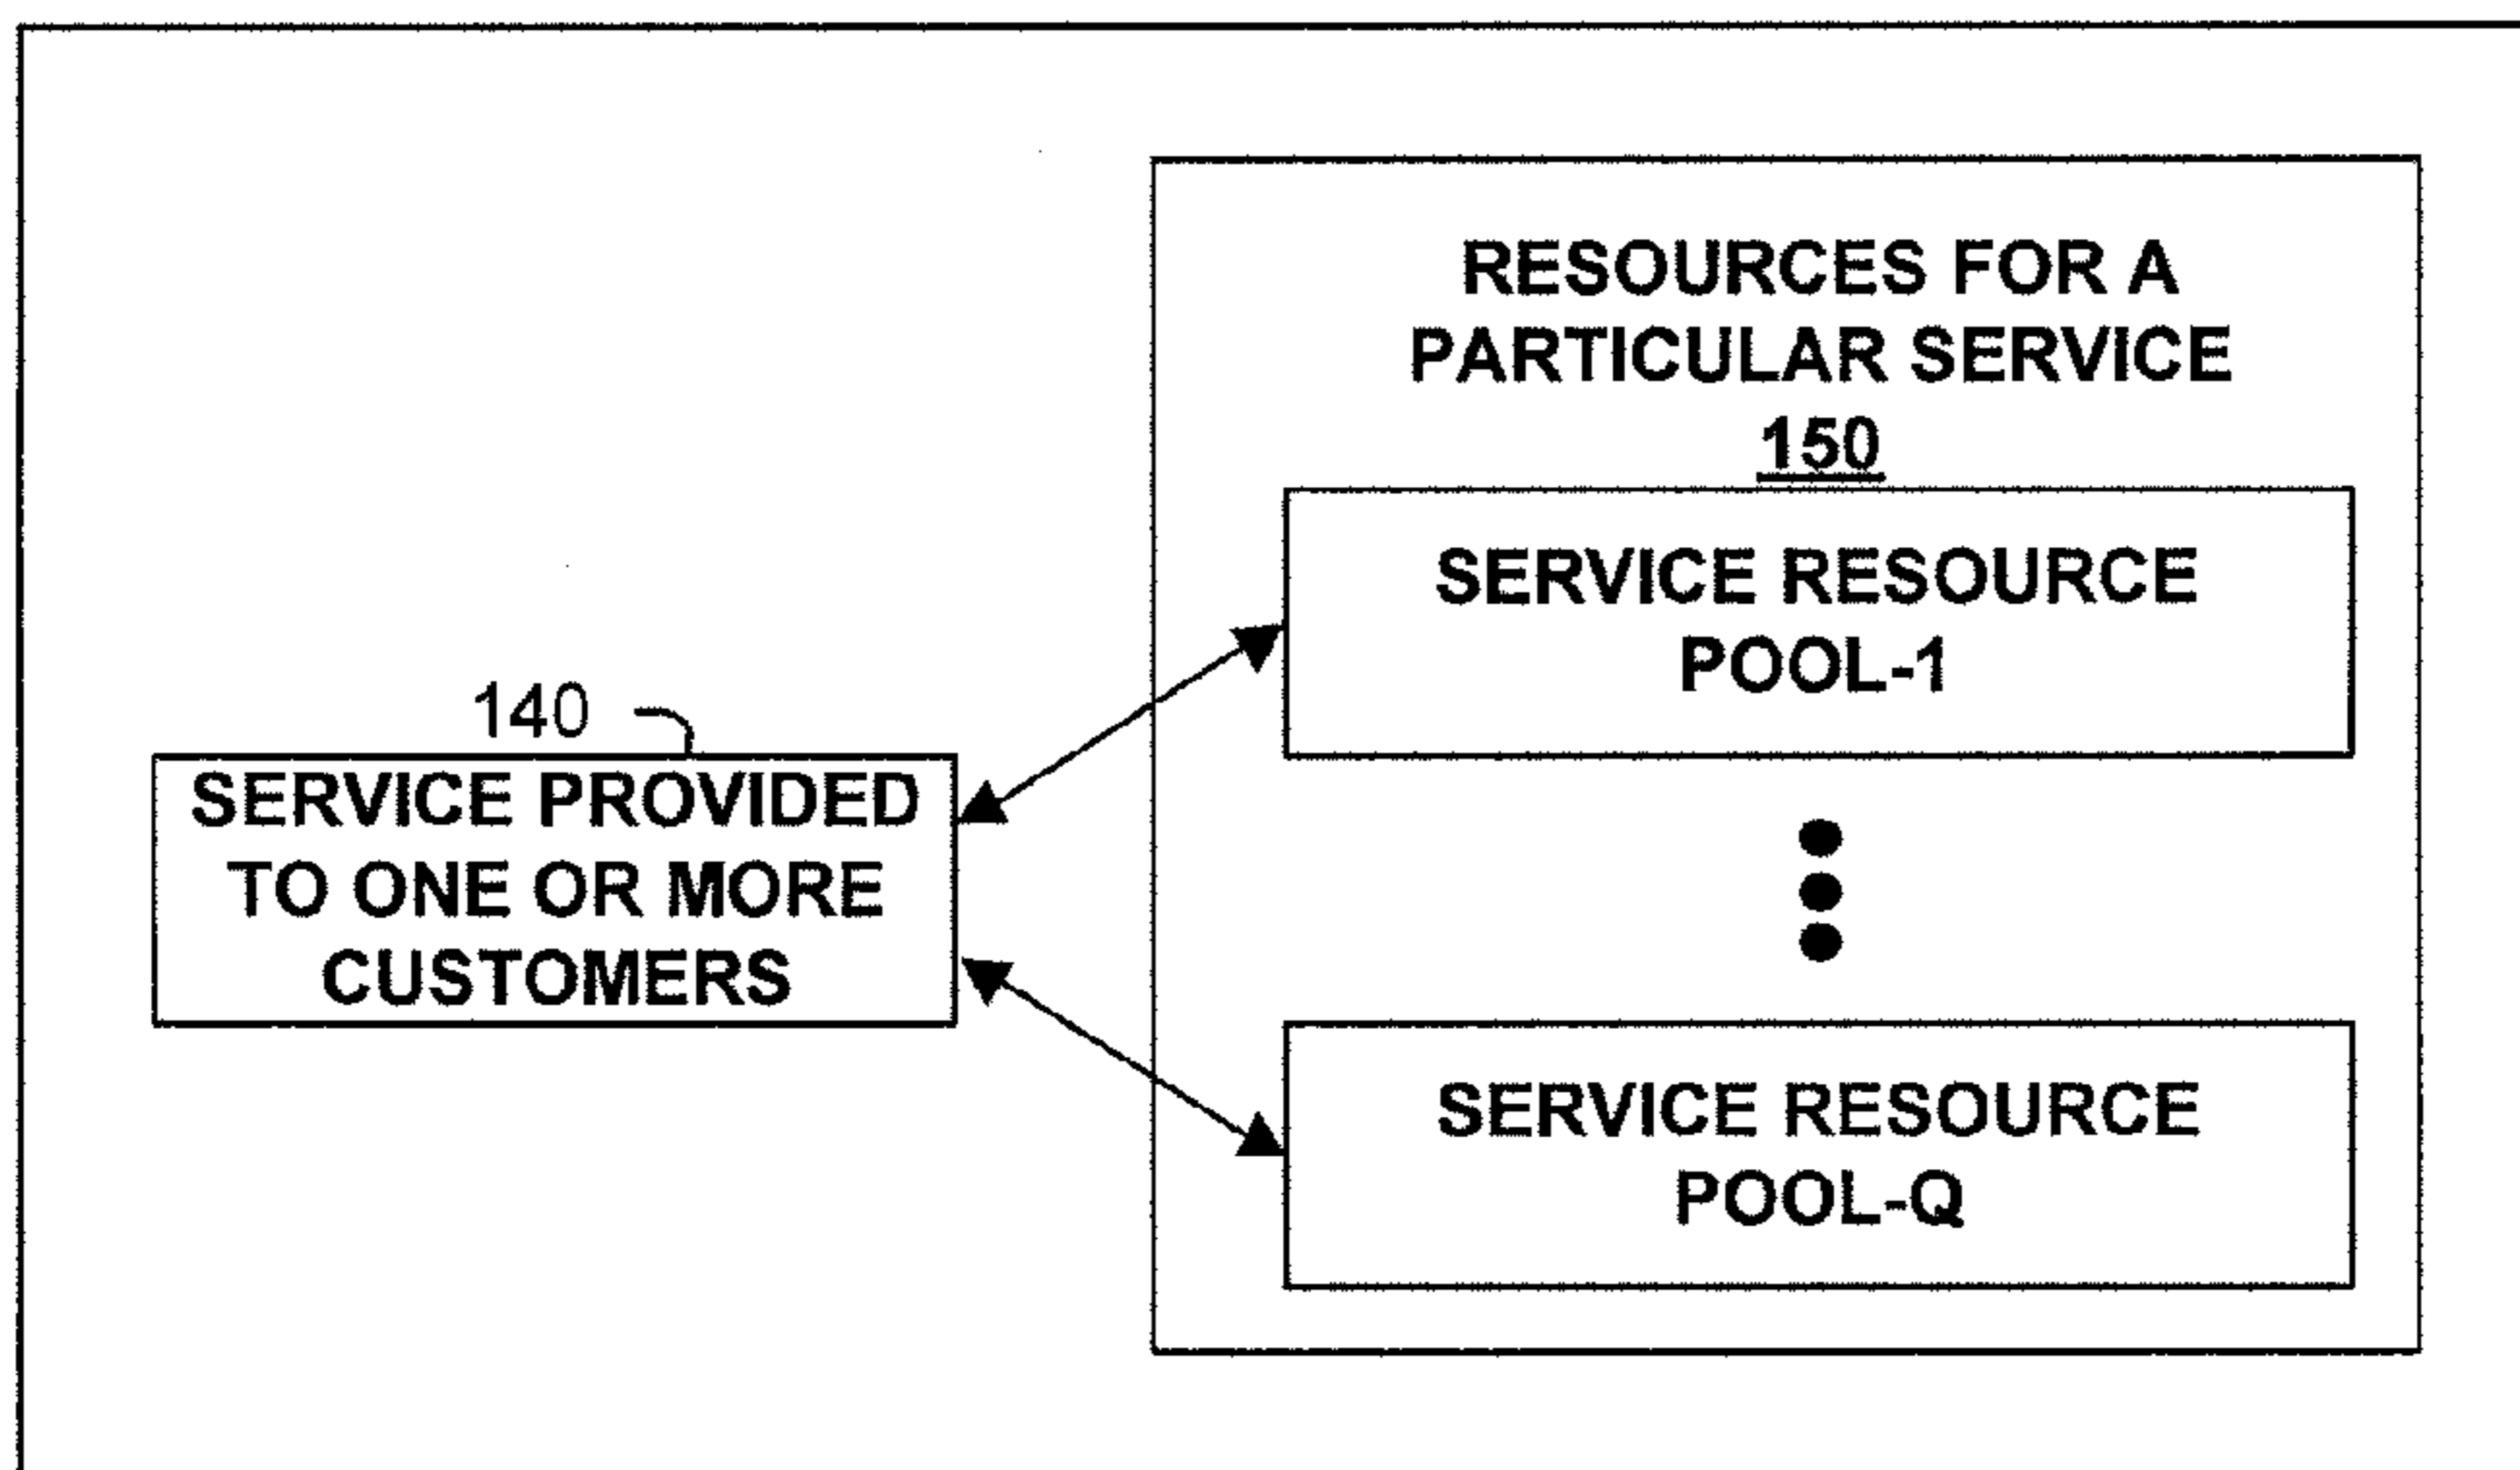 RESOURCES FOR A
PARTICULAR SERVICE
150
SERVICE RESOURCE
POOL-1
140
SERVICE PROVIDED
TO ONE OR MORE
CUSTOMERS
SERVICE RESOURCE
POOL-Q